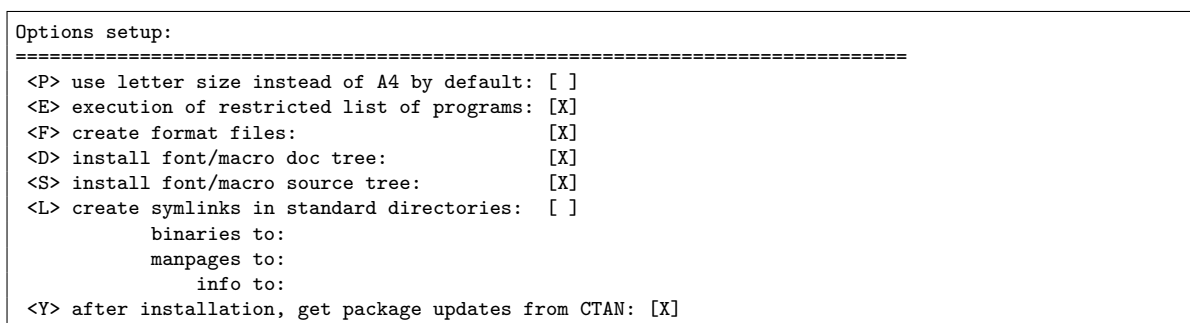 Options setup:
===============================================================================
<P> use letter size instead of A4 by default: [ ]
<E> execution of restricted list of programs: [X]
<F> create format files: [X]
<D> install font/macro doc tree: [X]
<S> install font/macro source tree: [X]
<L> create symlinks in standard directories: [ ]
binaries to:
manpages to:
info to:
<Y> after installation, get package updates from CTAN: [X]